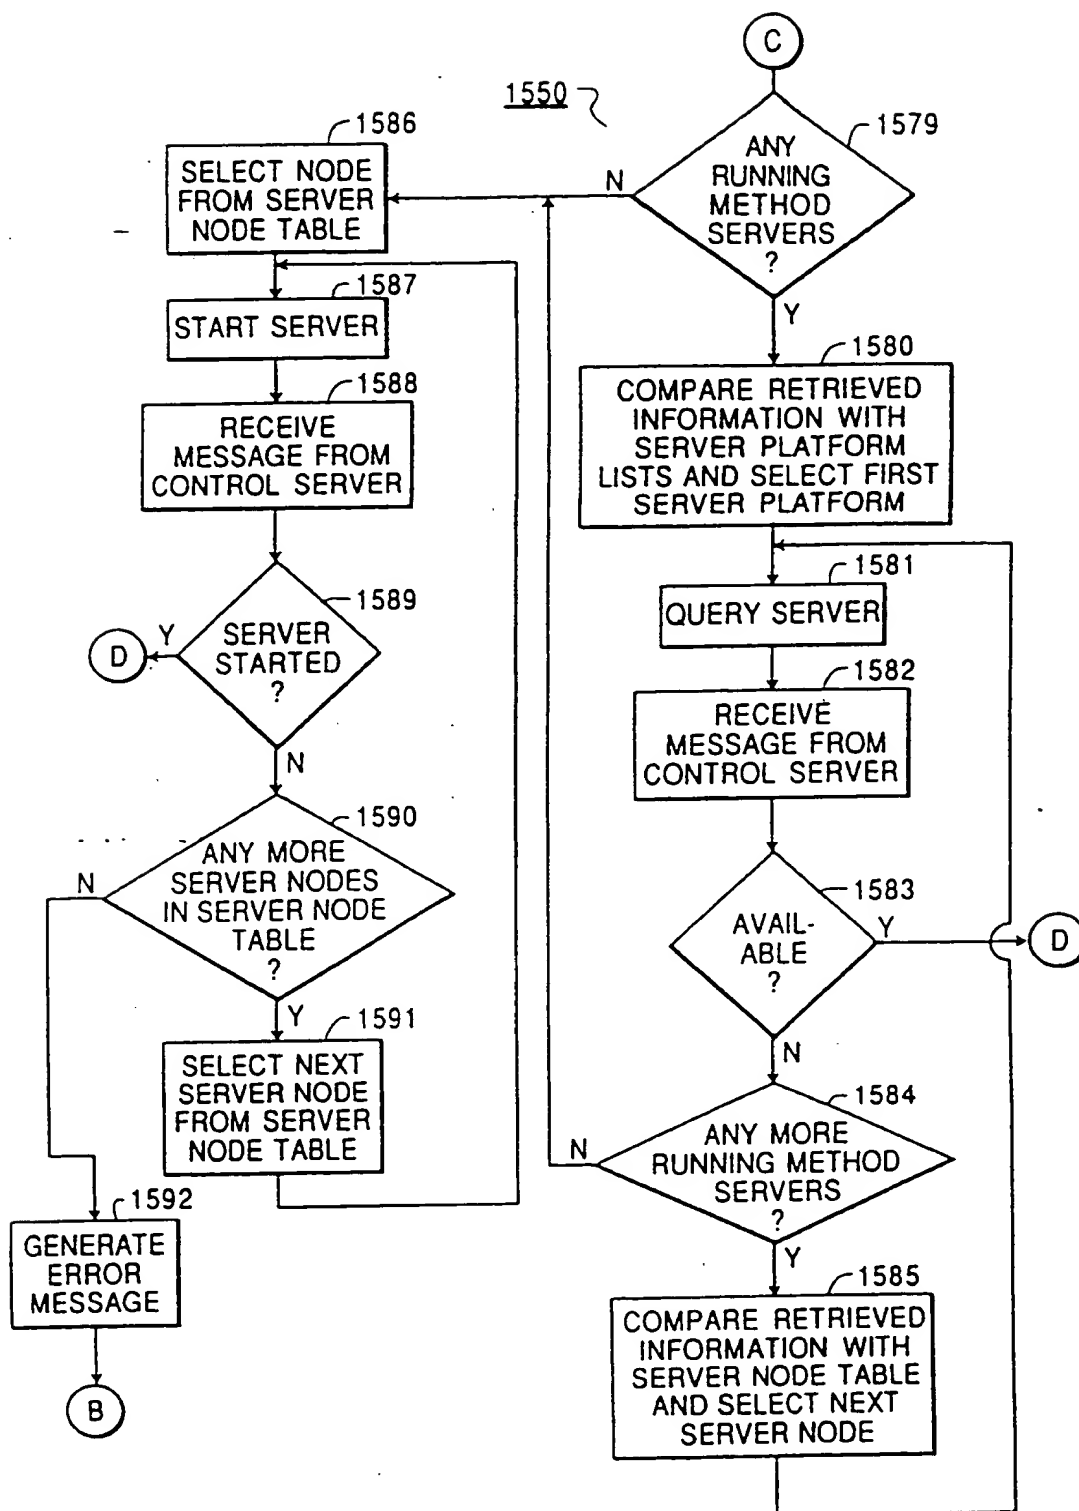 C
1550
1579
ANY
RUNNING
METHOD
SERVERS
?
N
Y
1586
SELECT NODE
FROM SERVER
NODE TABLE
1587
START SERVER
1588
RECEIVE
MESSAGE FROM
CONTROL SERVER
1589
SERVER
STARTED
?
Y
D
N
1590
ANY MORE
SERVER NODES
IN SERVER NODE
TABLE
?
N
Y
1591
SELECT NEXT
SERVER NODE
FROM SERVER
NODE TABLE
1592
GENERATE
ERROR
MESSAGE
B
1580
COMPARE RETRIEVED
INFORMATION WITH
SERVER PLATFORM
LISTS AND SELECT FIRST
SERVER PLATFORM
1581
QUERY SERVER
1582
RECEIVE
MESSAGE FROM
CONTROL SERVER
1583
AVAIL-
ABLE
?
Y
D
N
1584
ANY MORE
RUNNING METHOD
SERVERS
?
N
Y
1585
COMPARE RETRIEVED
INFORMATION WITH
SERVER NODE TABLE
AND SELECT NEXT
SERVER NODE